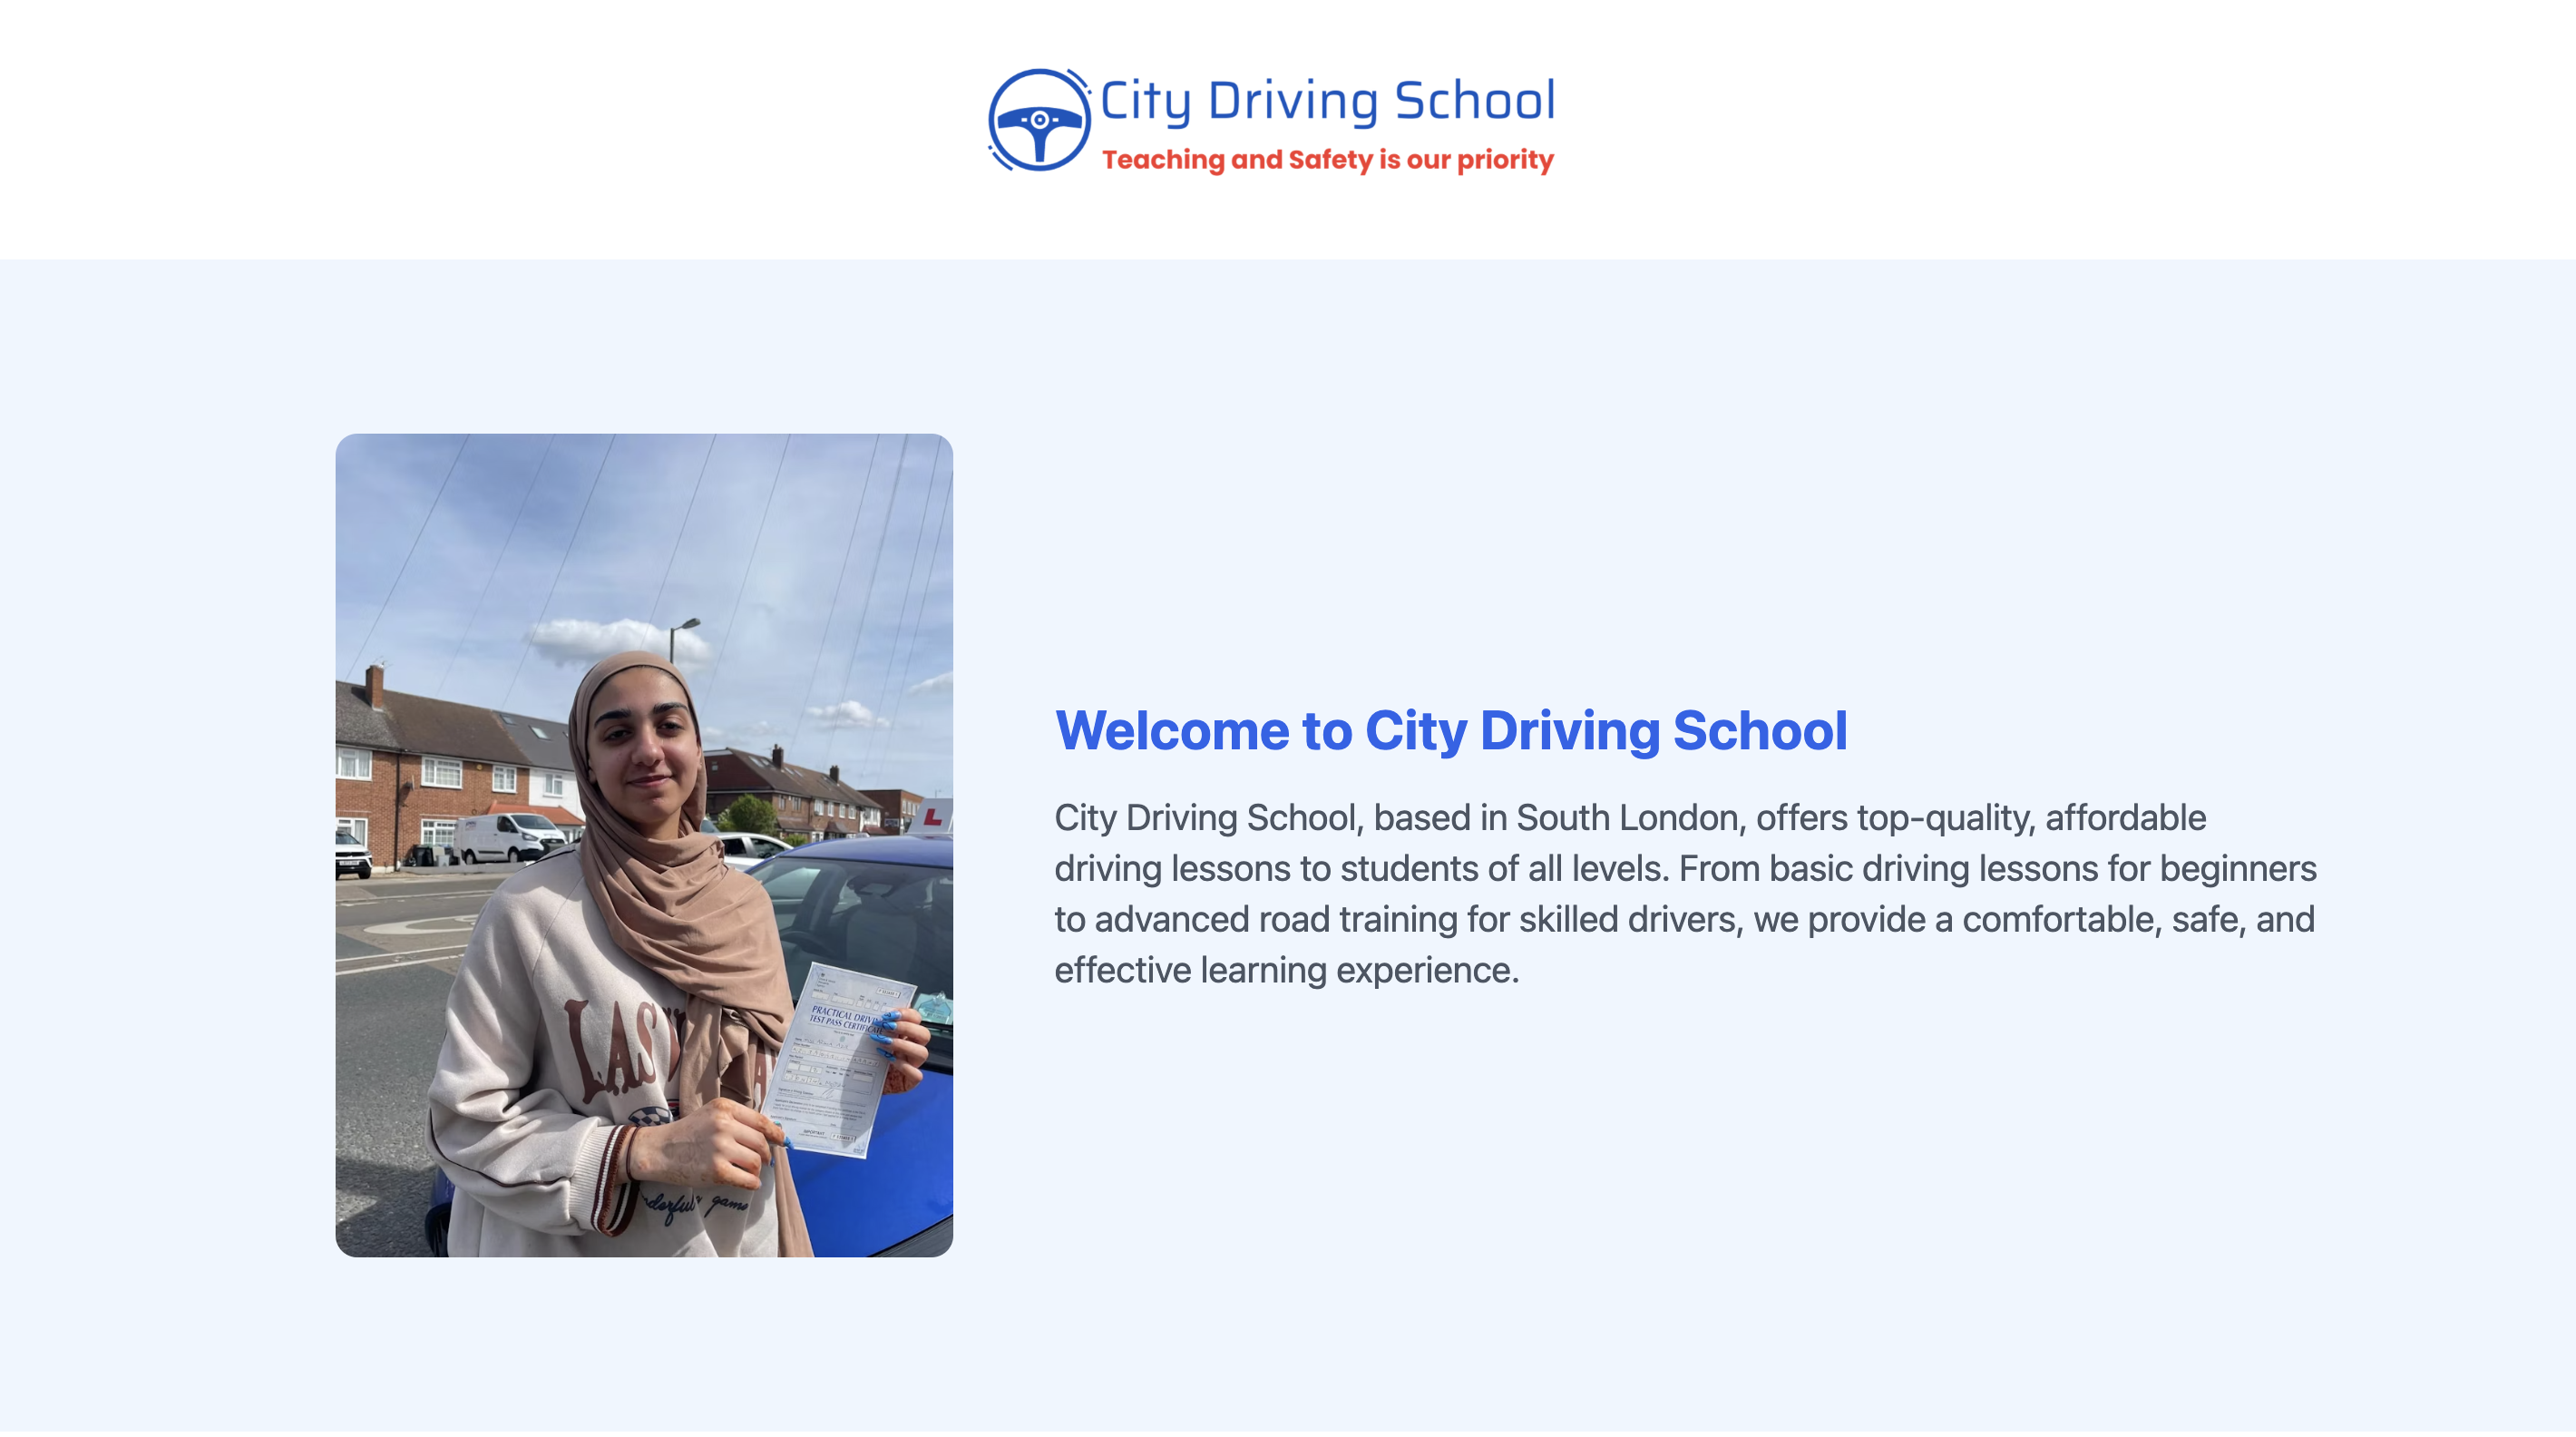 City Driving School
Teaching and Safety is our priority
Welcome to City Driving School
City Driving School, based in South London, offers top-quality, affordable
driving lessons to students of all levels. From basic driving lessons for beginners
to advanced road training for skilled drivers, we provide a comfortable, safe, and
effective learning experience.
L
LAS
PRACTICAL DRIVING
TEST PASS CERTIFICATE
game